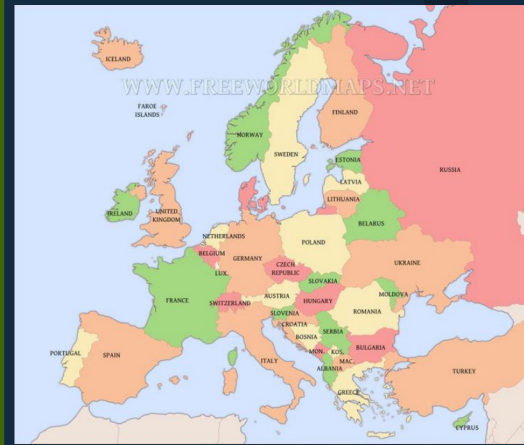 ICELAND
WWW.FREEWORLDMAPS.NET
FAROE
ISLANDS
FINLAND
NORWAY
SWEDEN
ESTONIA
RUSSIA
LATVIA
LITHUANIA
IRELAND
UNITED
KINGDOM
BELARUS
NETHERLANDS
POLAND
BELGIUM
GERMANY
UKRAINE
CZECH
REPUBLIC
LUX.
SLOVAKIA
FRANCE
SWITZERLAND
AUSTRIA
HUNGARY
MOLDOVA
SLOVENIA
ROMANIA
CROATIA
BOSNIA
SERBIA
PORTUGAL
SPAIN
ITALY
MON.
KOS.
BULGARIA
MAC.
ALBANIA
TURKEY
GREECE
CYPRUS